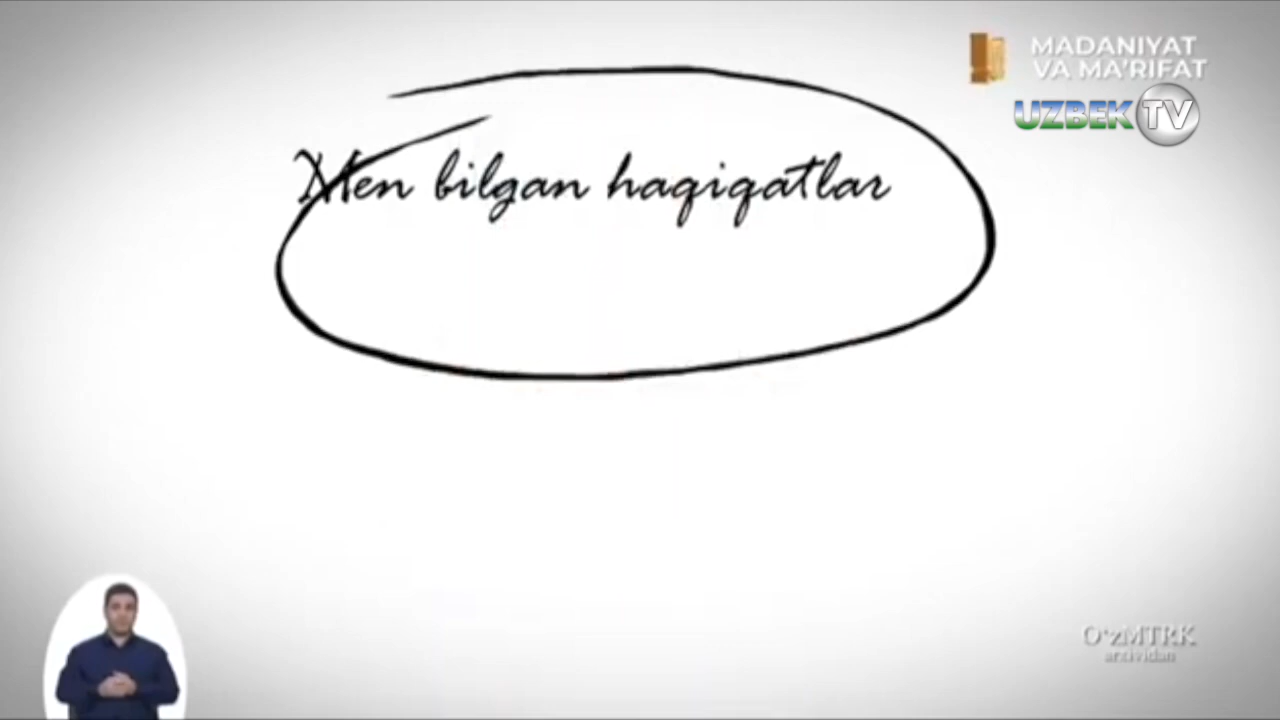 MADANIYAT
VA MA'RIFAT
UZBEK TV
Men bilgan haqiqatlar
O'zMTRK
arxividan